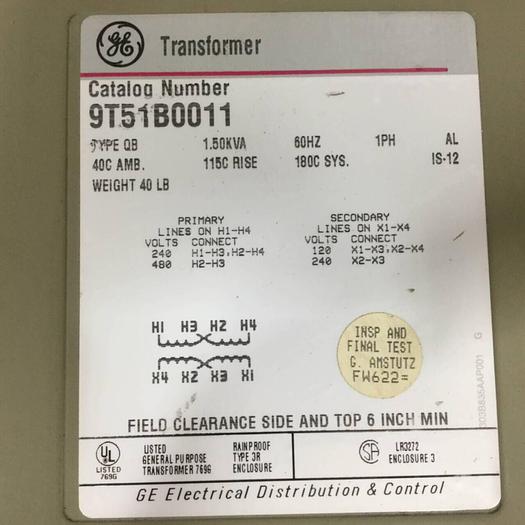 GE Transformer
Catalog Number
9T51B0011
TYPE QB 1.50KVA 60HZ 1PH AL
40C AMB. 115C RISE 180C SYS. IS-12
WEIGHT 40 LB
PRIMARY
LINES ON H1-H4
VOLTS CONNECT
240 H1-H3,H2-H4
480 H2-H3
SECONDARY
LINES ON X1-X4
VOLTS CONNECT
120 X1-X3,X2-X4
240 X2-X3
H1 H3 H2 H4
X4 X2 X3 X1
INSP AND
FINAL TEST
G. AMSTUTZ
FW622=
G
FIELD CLEARANCE SIDE AND TOP 6 INCH MIN
UL
LISTED
769G
LISTED
GENERAL PURPOSE
TRANSFORMER 769G
RAINPROOF
TYPE 3R
ENCLOSURE
SA
LR3272
ENCLOSURE 3
GE Electrical Distribution & Control